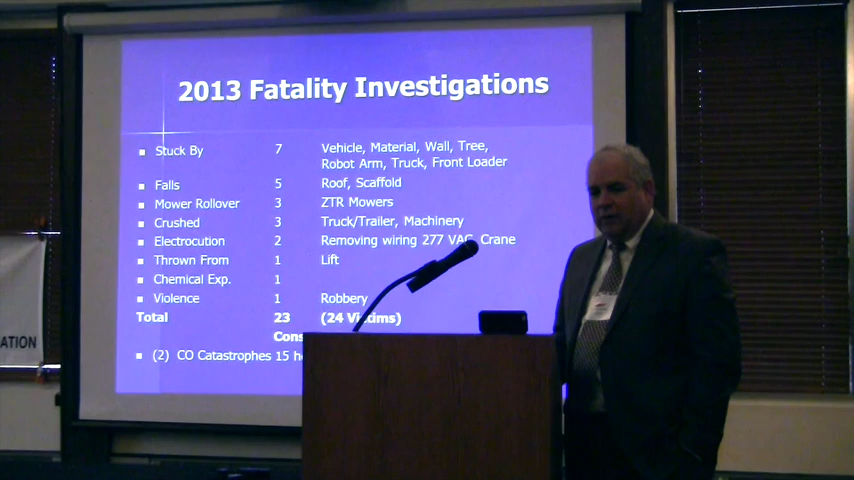 2013 Fatality Investigations
Stuck By 7 Vehicle, Material, Wall, Tree,
Robot Arm, Truck, Front Loader
Falls 5 Roof, Scaffold
Mower Rollover 3 ZTR Mowers
Crushed 3 Truck/Trailer, Machinery
Electrocution 2 Removing wiring 277 VAC, Crane
Thrown From 1 Lift
Chemical Exp. 1
Violence 1 Robbery
Total 23 (24 Victims)
Cons
(2) CO Catastrophes 15 h
ATION